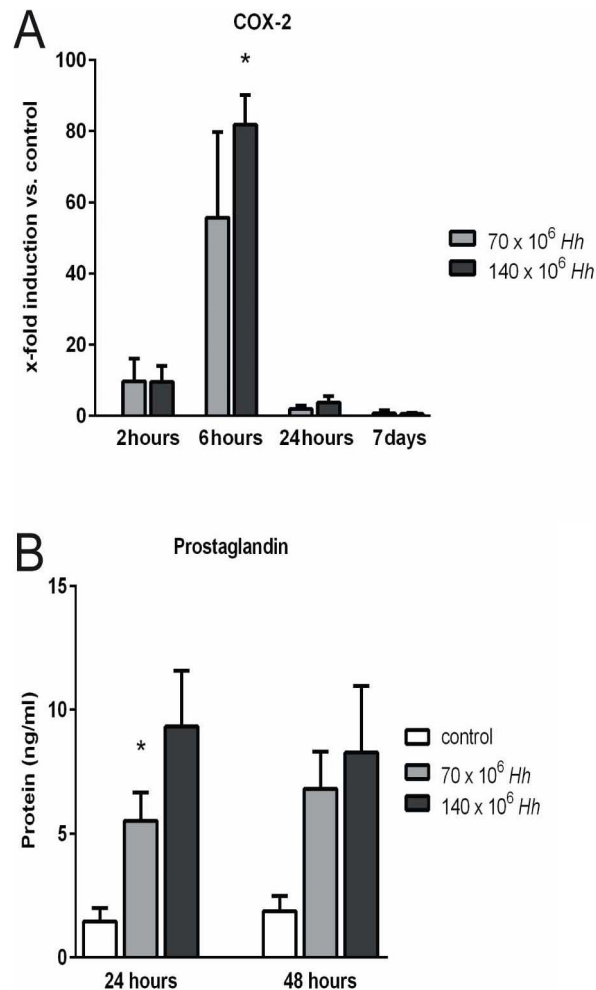 A
COX-2
x-fold induction vs. control
100
80
60
40
20
0
*
2hours 6hours 24hours 7days
70 x 10⁶ Hh
140 x 10⁶ Hh
B
Prostaglandin
Protein (ng/ml)
15
10
5
0
*
24 hours 48 hours
control
70 x 10⁶ Hh
140 x 10⁶ Hh